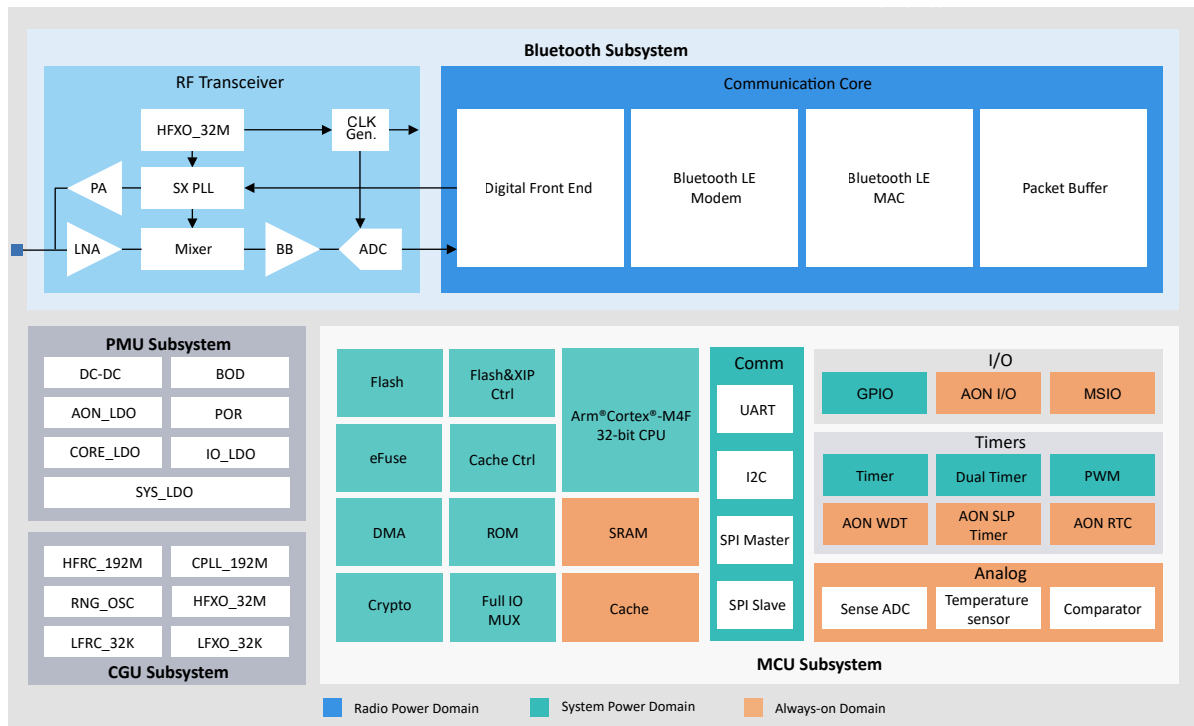 Bluetooth Subsystem
RF Transceiver
HFXO_32M
CLK
Gen.
PA
SX PLL
LNA
Mixer
BB
ADC
Communication Core
Digital Front End
Bluetooth LE
Modem
Bluetooth LE
MAC
Packet Buffer
PMU Subsystem
DC-DC
BOD
AON_LDO
POR
CORE_LDO
IO_LDO
SYS_LDO
HFRC_192M
CPLL_192M
RNG_OSC
HFXO_32M
LFRC_32K
LFXO_32K
CGU Subsystem
Flash
Flash&XIP
Ctrl
Arm®Cortex®-M4F
32-bit CPU
eFuse
Cache Ctrl
DMA
ROM
SRAM
Crypto
Full IO
MUX
Cache
Comm
UART
I2C
SPI Master
SPI Slave
I/O
GPIO
AON I/O
MSIO
Timers
Timer
Dual Timer
PWM
AON WDT
AON SLP
Timer
AON RTC
Analog
Sense ADC
Temperature
sensor
Comparator
MCU Subsystem
Radio Power Domain
System Power Domain
Always-on Domain